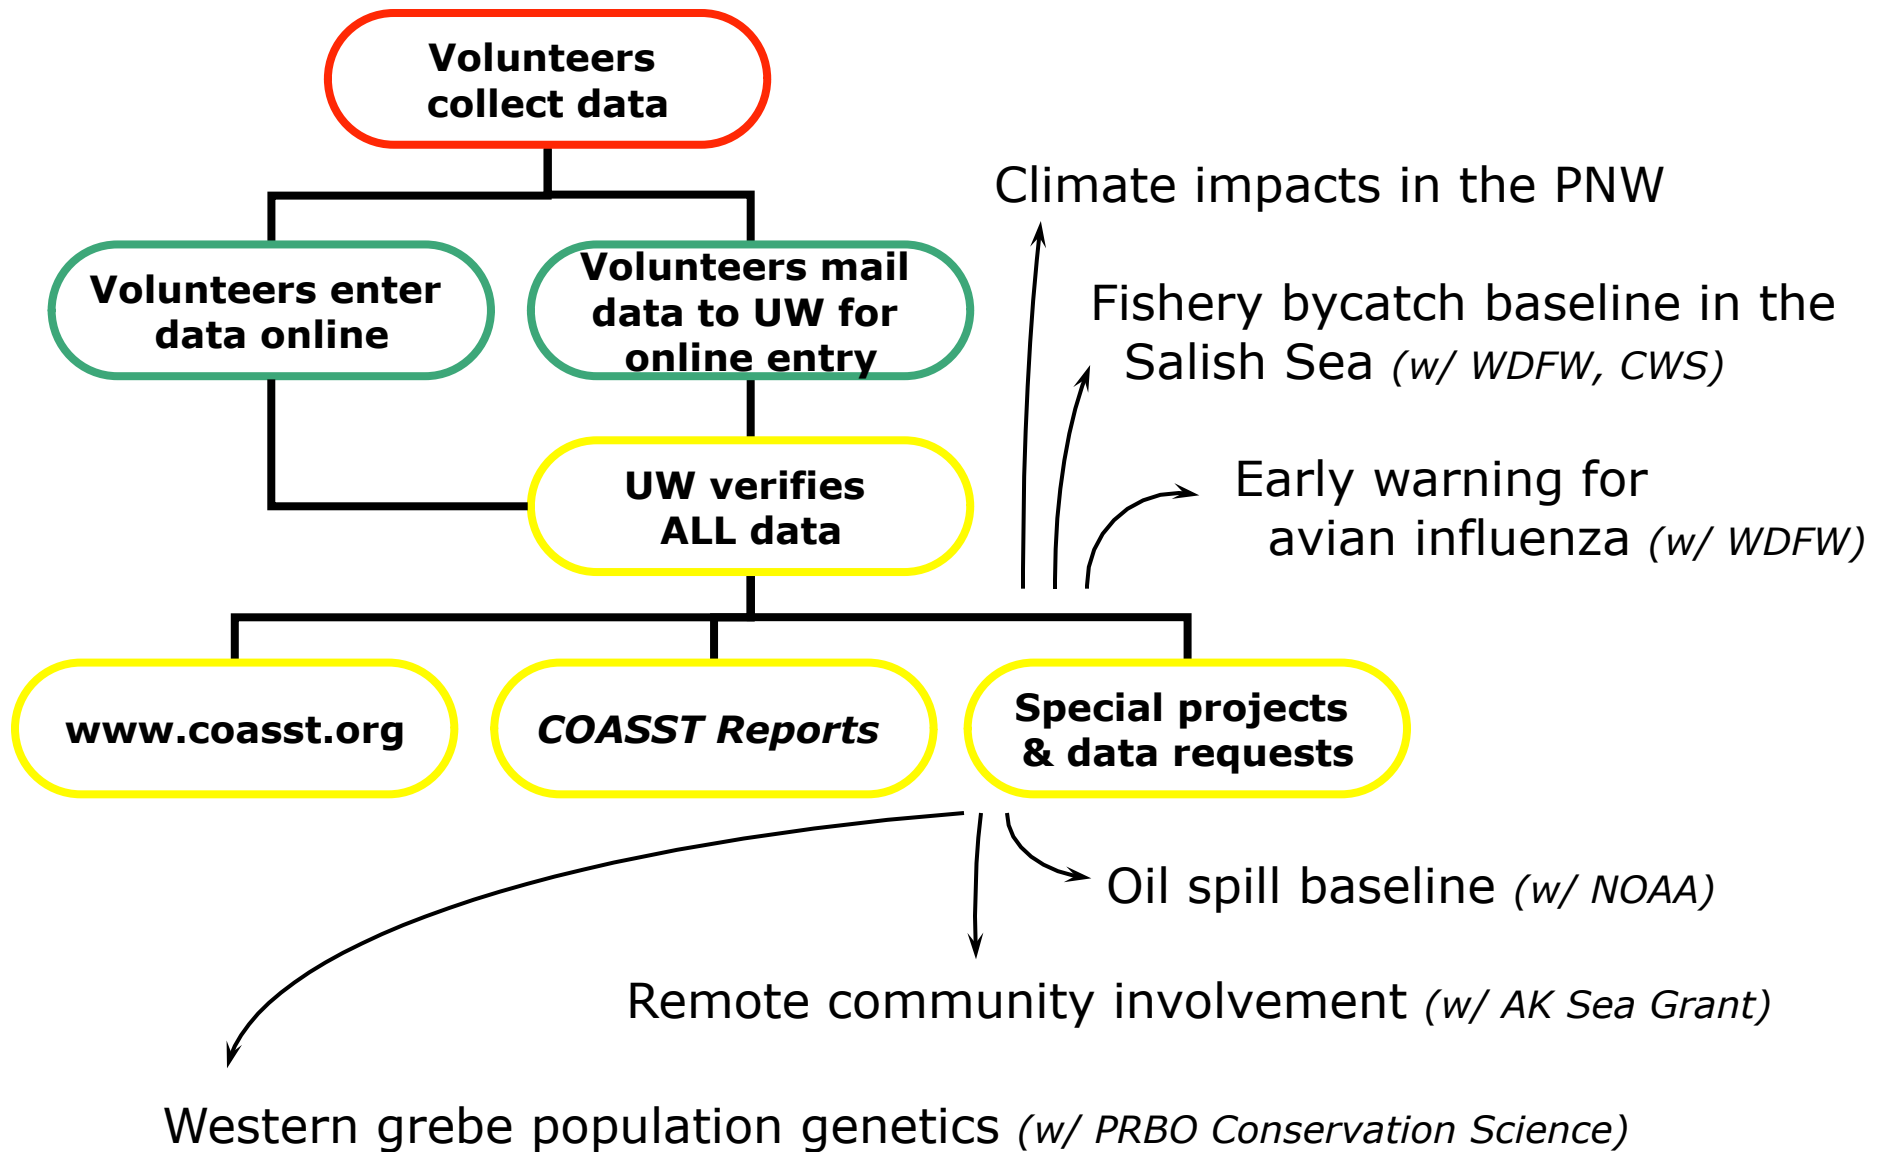 Volunteers
collect data
Volunteers enter
data online
Volunteers mail
data to UW for
online entry
UW verifies
ALL data
www.coasst.org
COASST Reports
Special projects
& data requests
Climate impacts in the PNW
Fishery bycatch baseline in the
Salish Sea (w/ WDFW, CWS)
Early warning for
avian influenza (w/ WDFW)
Oil spill baseline (w/ NOAA)
Remote community involvement (w/ AK Sea Grant)
Western grebe population genetics (w/ PRBO Conservation Science)